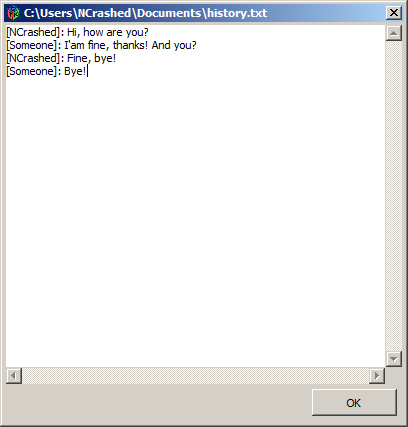 C:\Users\NCrashed\Documents\history.txt
[NCrashed]: Hi, how are you?
[Someone]: I'am fine, thanks! And you?
[NCrashed]: Fine, bye!
[Someone]: Bye!
OK